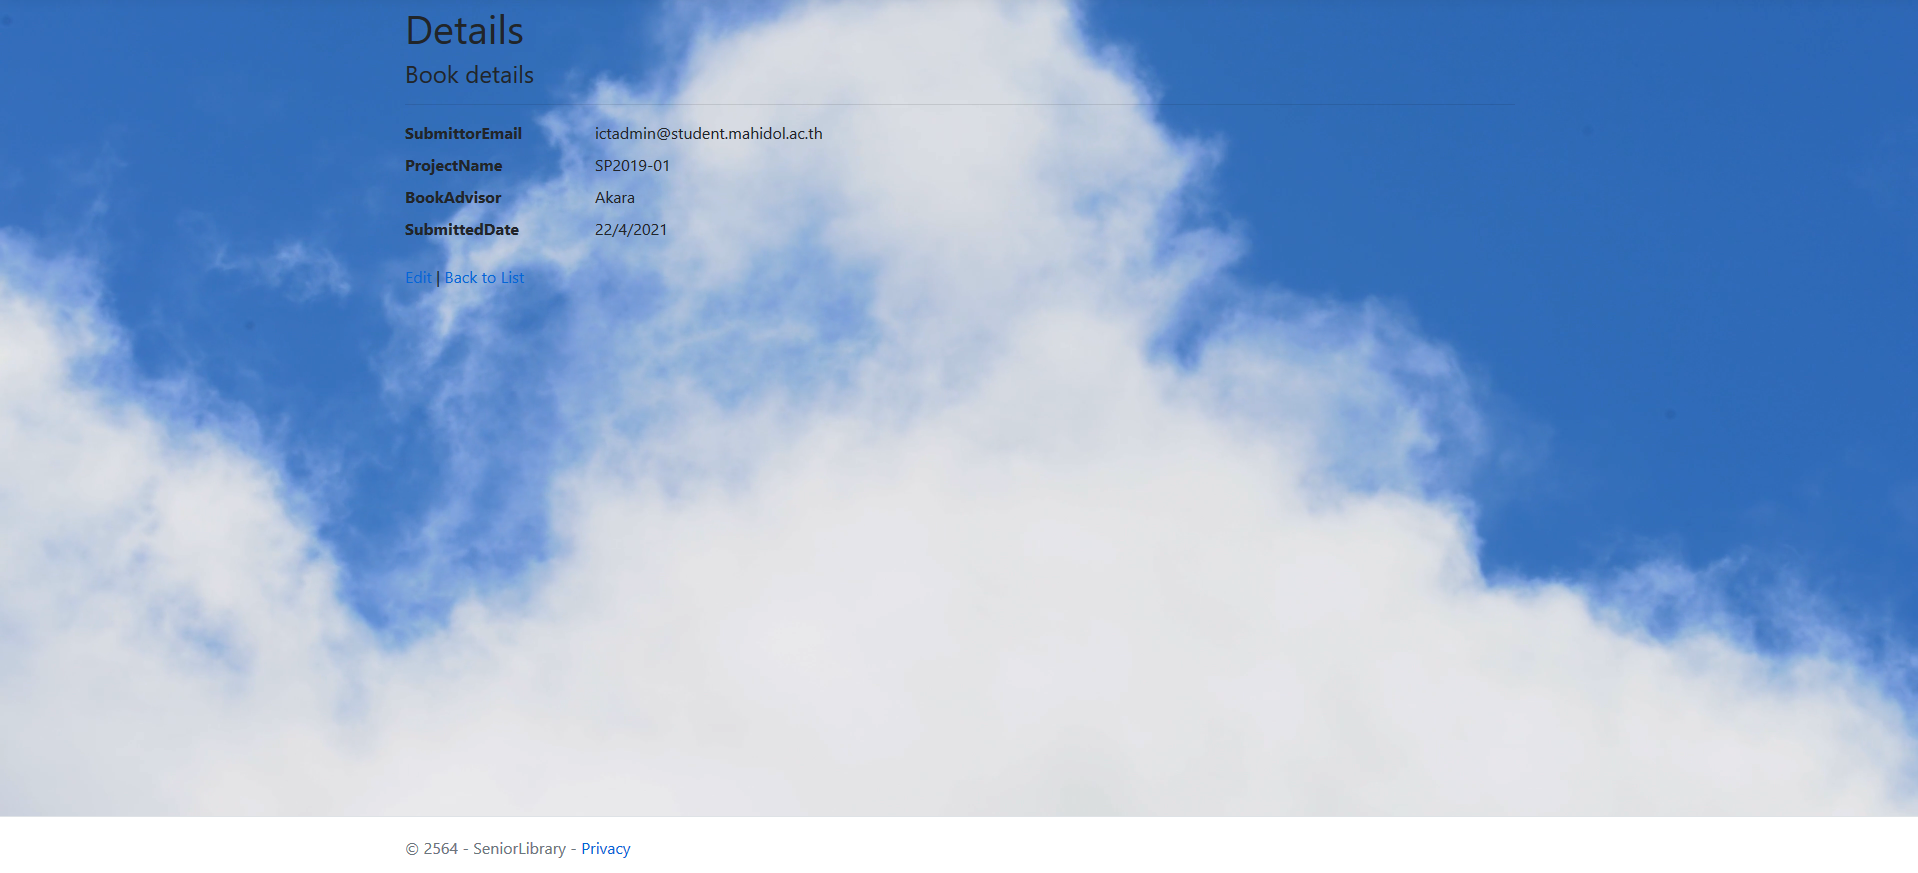 Details
Book details
SubmittorEmail ictadmin@student.mahidol.ac.th
ProjectName SP2019-01
BookAdvisor Akara
SubmittedDate 22/4/2021
Edit | Back to List
© 2564 - SeniorLibrary - Privacy